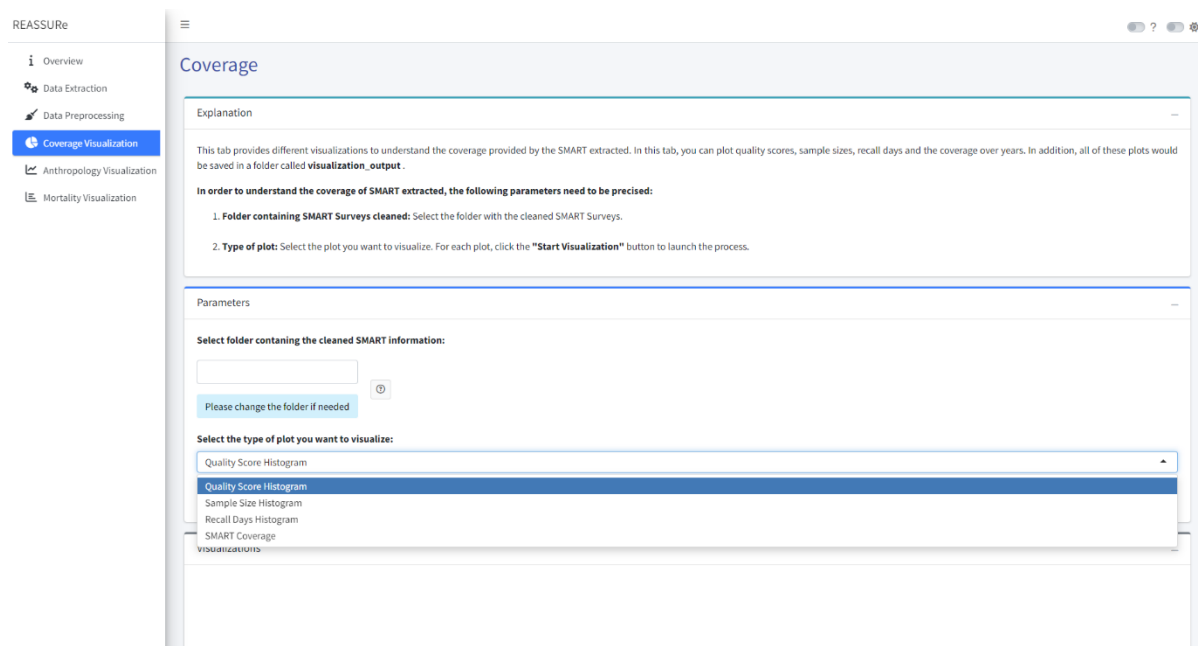 REASSURe
?
Overview
Data Extraction
Data Preprocessing
Coverage Visualization
Anthropology Visualization
Mortality Visualization
Coverage
Explanation
This tab provides different visualizations to understand the coverage provided by the SMART extracted. In this tab, you can plot quality scores, sample sizes, recall days and the coverage over years. In addition, all of these plots would
be saved in a folder called visualization_output .
In order to understand the coverage of SMART extracted, the following parameters need to be precised:
1. Folder containing SMART Surveys cleaned: Select the folder with the cleaned SMART Surveys.
2. Type of plot: Select the plot you want to visualize. For each plot, click the "Start Visualization" button to launch the process.
Parameters
Select folder contaning the cleaned SMART information:
Please change the folder if needed
Select the type of plot you want to visualize:
Quality Score Histogram
Quality Score Histogram
Sample Size Histogram
Recall Days Histogram
SMART Coverage
Visualizations